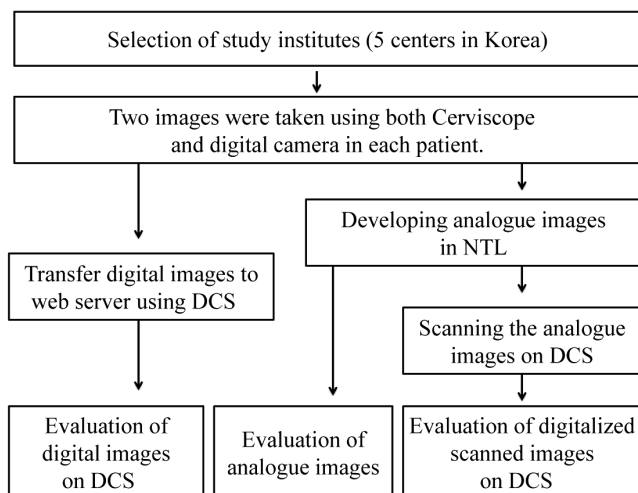 Selection of study institutes (5 centers in Korea)
Two images were taken using both Cerviscope
and digital camera in each patient.
Developing analogue images
in NTL
Transfer digital images to
web server using DCS
Scanning the analogue
images on DCS
Evaluation of
digital images
on DCS
Evaluation of
analogue images
Evaluation of digitalized
scanned images
on DCS